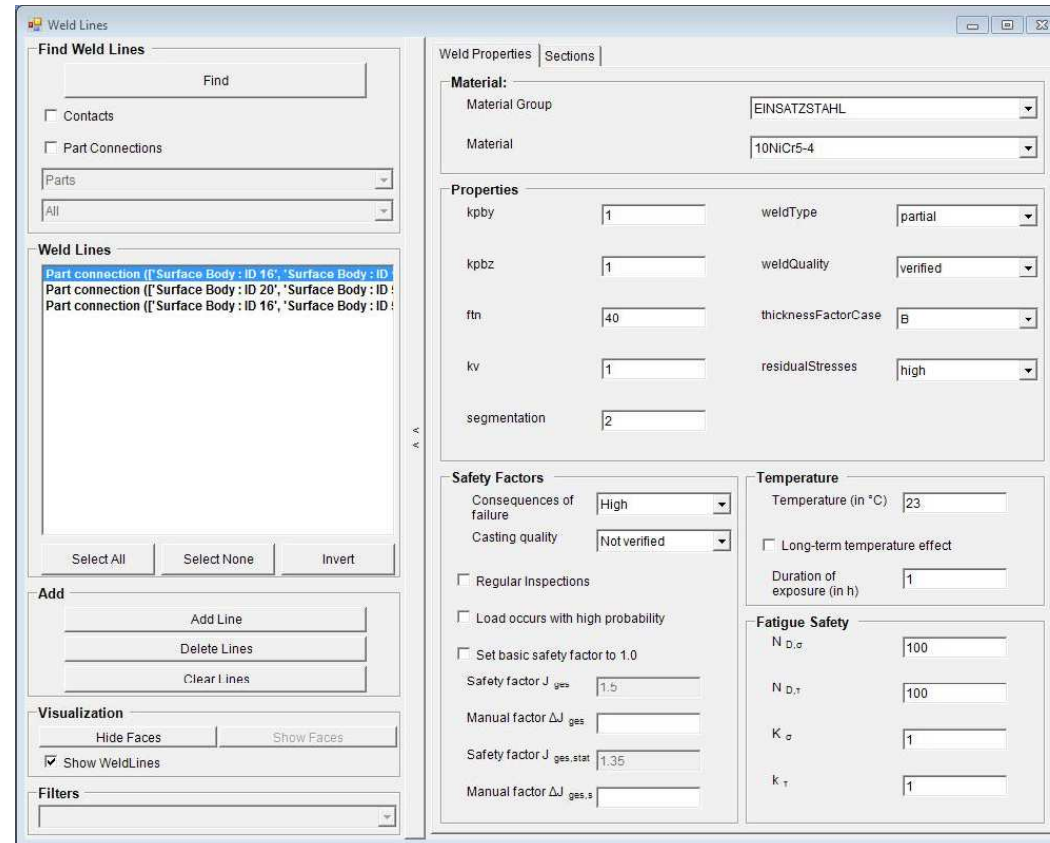 Weld Lines
Find Weld Lines
Find
Contacts
Part Connections
Parts
All
Weld Lines
Part connection (['Surface Body : ID 16', 'Surface Body : ID
Part connection (['Surface Body : ID 20', 'Surface Body : ID
Part connection (['Surface Body : ID 16', 'Surface Body : ID
Select All
Select None
Invert
Add
Add Line
Delete Lines
Clear Lines
Visualization
Hide Faces
Show Faces
Show WeldLines
Filters
<
<
Weld Properties
Sections
Material:
Material Group
EINSATZSTAHL
Material
10NiCr5-4
Properties
kpby
1
weldType
partial
kpbz
1
weldQuality
verified
ftn
40
thicknessFactorCase
B
kv
1
residualStresses
high
segmentation
2
Safety Factors
Consequences of
failure
High
Casting quality
Not verified
Regular Inspections
Load occurs with high probability
Set basic safety factor to 1.0
Safety factor J ges
1.5
Manual factor ΔJ ges
Safety factor J ges,stat
1.35
Manual factor ΔJ ges,s
Temperature
Temperature (in °C)
23
Long-term temperature effect
Duration of
exposure (in h)
1
Fatigue Safety
N D,σ
100
N D,τ
100
K σ
1
k τ
1